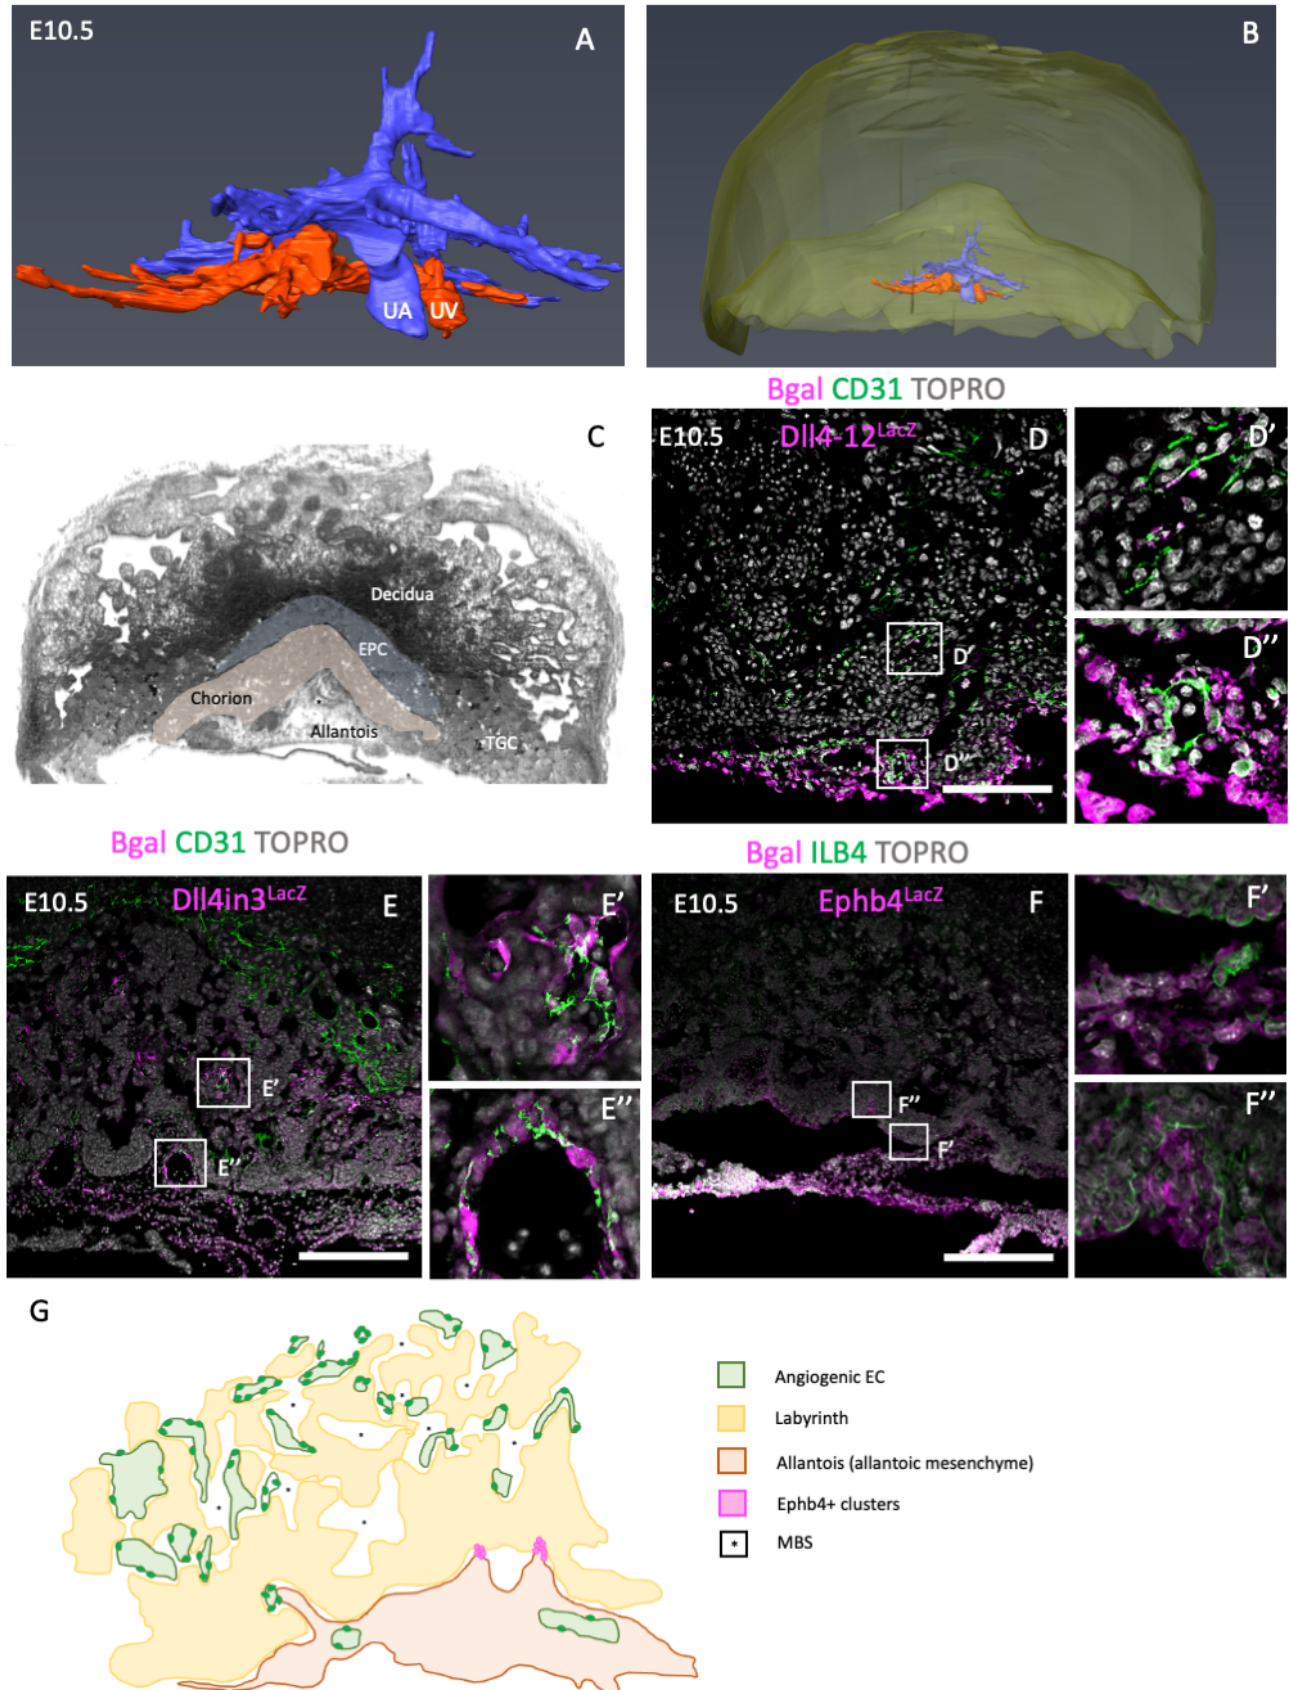 E10.5
A
UA UV
B
C
Decidua
EPC
Chorion
Allantois
TGC
Bgal CD31 TOPRO
E10.5 Dll4-12LacZ D
D’
D’’
D’
D’’
Bgal CD31 TOPRO
E10.5 Dll4in3LacZ E
E’
E’’
E’
E’’
Bgal ILB4 TOPRO
E10.5 Ephb4LacZ F
F’’
F’
F’
F’’
G
Angiogenic EC
Labyrinth
Allantois (allantoic mesenchyme)
Ephb4+ clusters
* MBS